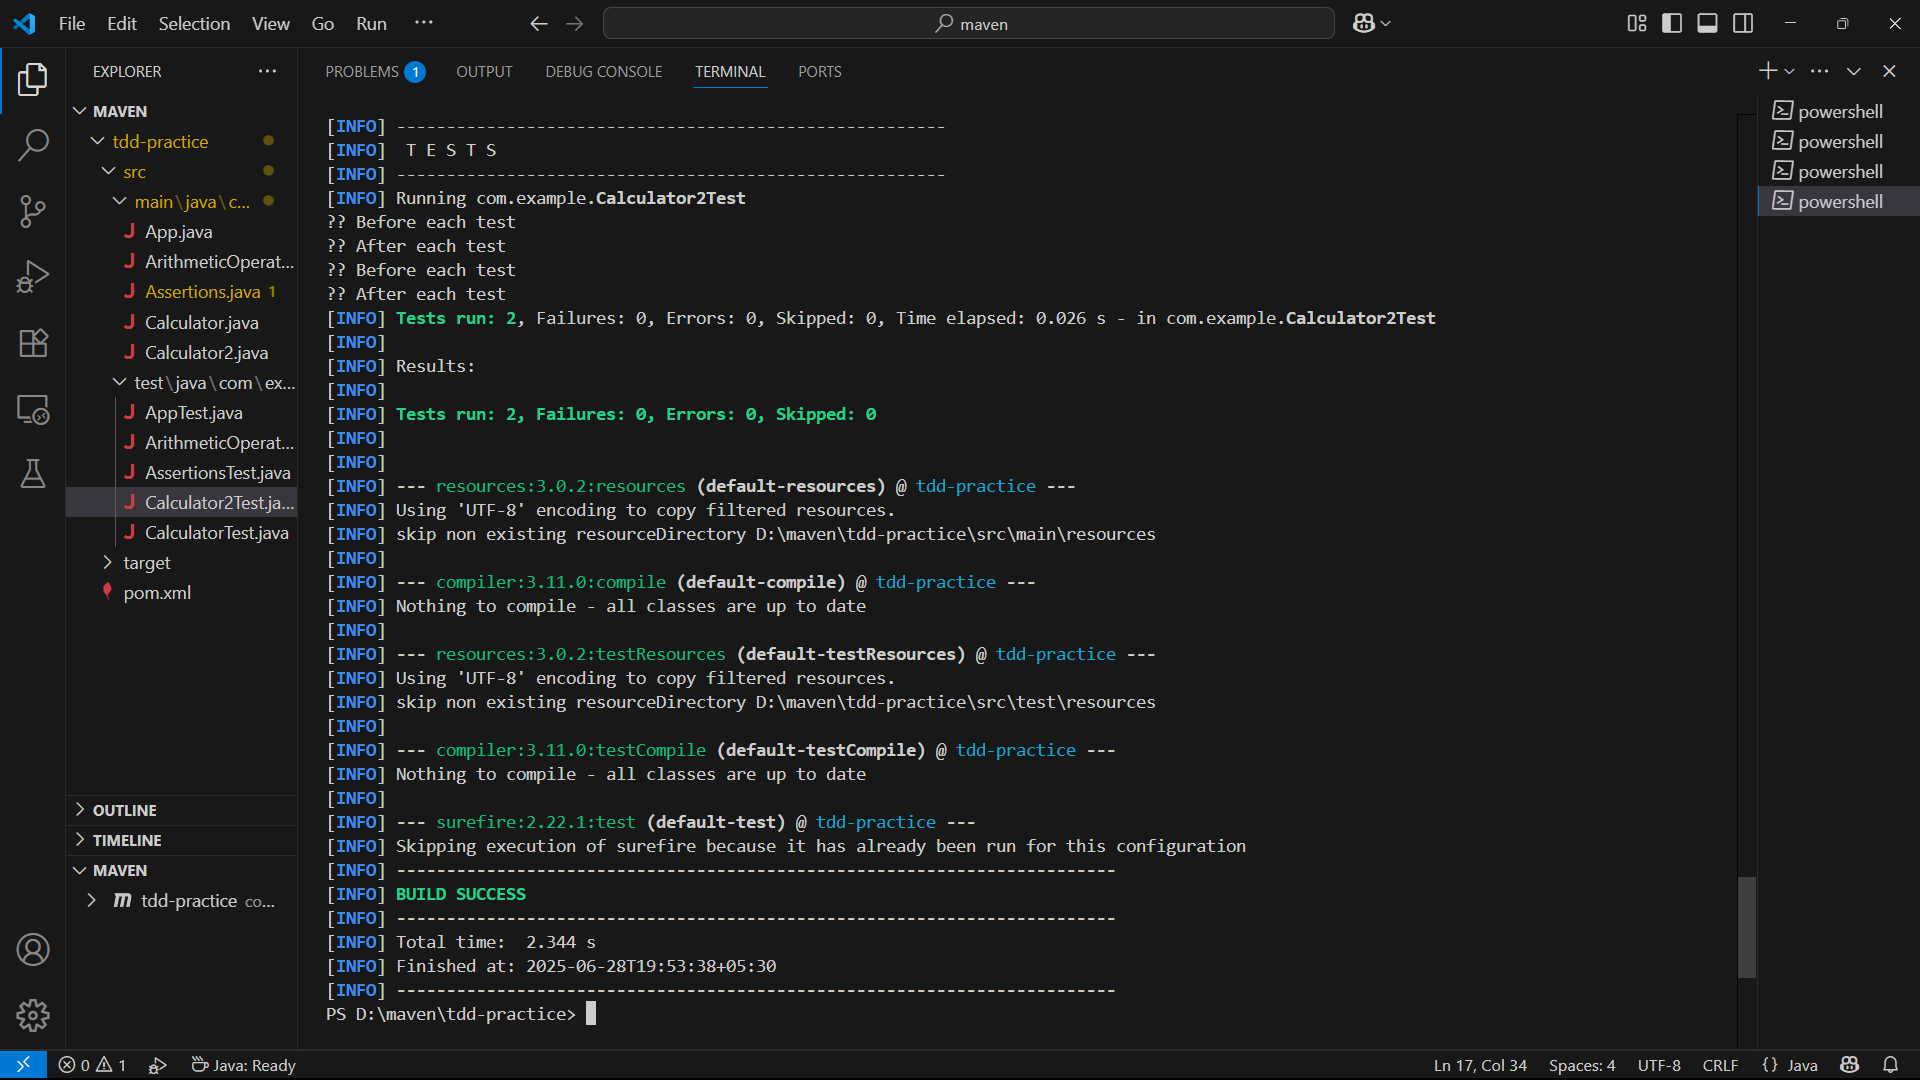 File Edit Selection View Go Run ···
maven
EXPLORER ···
MAVEN
tdd-practice
src
main\java\c...
App.java
ArithmeticOperat...
Assertions.java 1
Calculator.java
Calculator2.java
test\java\com\ex...
AppTest.java
ArithmeticOperat...
AssertionsTest.java
Calculator2Test.ja...
CalculatorTest.java
target
pom.xml
OUTLINE
TIMELINE
MAVEN
tdd-practice co...
PROBLEMS 1 OUTPUT DEBUG CONSOLE TERMINAL PORTS
[INFO] -------------------------------------------------------
[INFO]  T E S T S
[INFO] -------------------------------------------------------
[INFO] Running com.example.Calculator2Test
?? Before each test
?? After each test
?? Before each test
?? After each test
[INFO] Tests run: 2, Failures: 0, Errors: 0, Skipped: 0, Time elapsed: 0.026 s - in com.example.Calculator2Test
[INFO]
[INFO] Results:
[INFO]
[INFO] Tests run: 2, Failures: 0, Errors: 0, Skipped: 0
[INFO]
[INFO]
[INFO] --- resources:3.0.2:resources (default-resources) @ tdd-practice ---
[INFO] Using 'UTF-8' encoding to copy filtered resources.
[INFO] skip non existing resourceDirectory D:\maven\tdd-practice\src\main\resources
[INFO]
[INFO] --- compiler:3.11.0:compile (default-compile) @ tdd-practice ---
[INFO] Nothing to compile - all classes are up to date
[INFO]
[INFO] --- resources:3.0.2:testResources (default-testResources) @ tdd-practice ---
[INFO] Using 'UTF-8' encoding to copy filtered resources.
[INFO] skip non existing resourceDirectory D:\maven\tdd-practice\src\test\resources
[INFO]
[INFO] --- compiler:3.11.0:testCompile (default-testCompile) @ tdd-practice ---
[INFO] Nothing to compile - all classes are up to date
[INFO]
[INFO] --- surefire:2.22.1:test (default-test) @ tdd-practice ---
[INFO] Skipping execution of surefire because it has already been run for this configuration
[INFO] ------------------------------------------------------------------------
[INFO] BUILD SUCCESS
[INFO] ------------------------------------------------------------------------
[INFO] Total time:  2.344 s
[INFO] Finished at: 2025-06-28T19:53:38+05:30
[INFO] ------------------------------------------------------------------------
PS D:\maven\tdd-practice>
powershell
powershell
powershell
powershell
0 1 Java: Ready
Ln 17, Col 34 Spaces: 4 UTF-8 CRLF {} Java